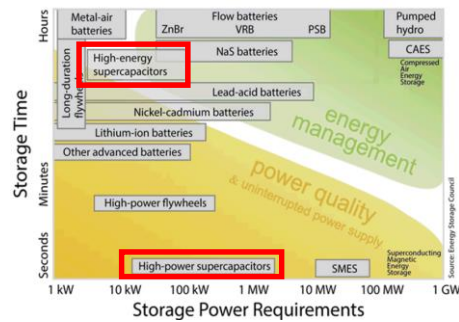 Hours
Metal-air
batteries
Flow batteries
ZnBr
VRB
PSB
Pumped
hydro
Long-duration
flywheels
High-energy
supercapacitors
NaS batteries
CAES
Compressed
Air
Energy
Storage
Lead-acid batteries
Nickel-cadmium batteries
energy
management
Lithium-ion batteries
Other advanced batteries
Storage Time
Minutes
power quality
& uninterrupted power supply
High-power flywheels
Seconds
High-power supercapacitors
SMES
Superconducting
Magnetic
Energy
Storage
Source: Energy Storage Council
1 kW
10 kW
100 kW
1 MW
10 MW
100 MW
1 GW
Storage Power Requirements